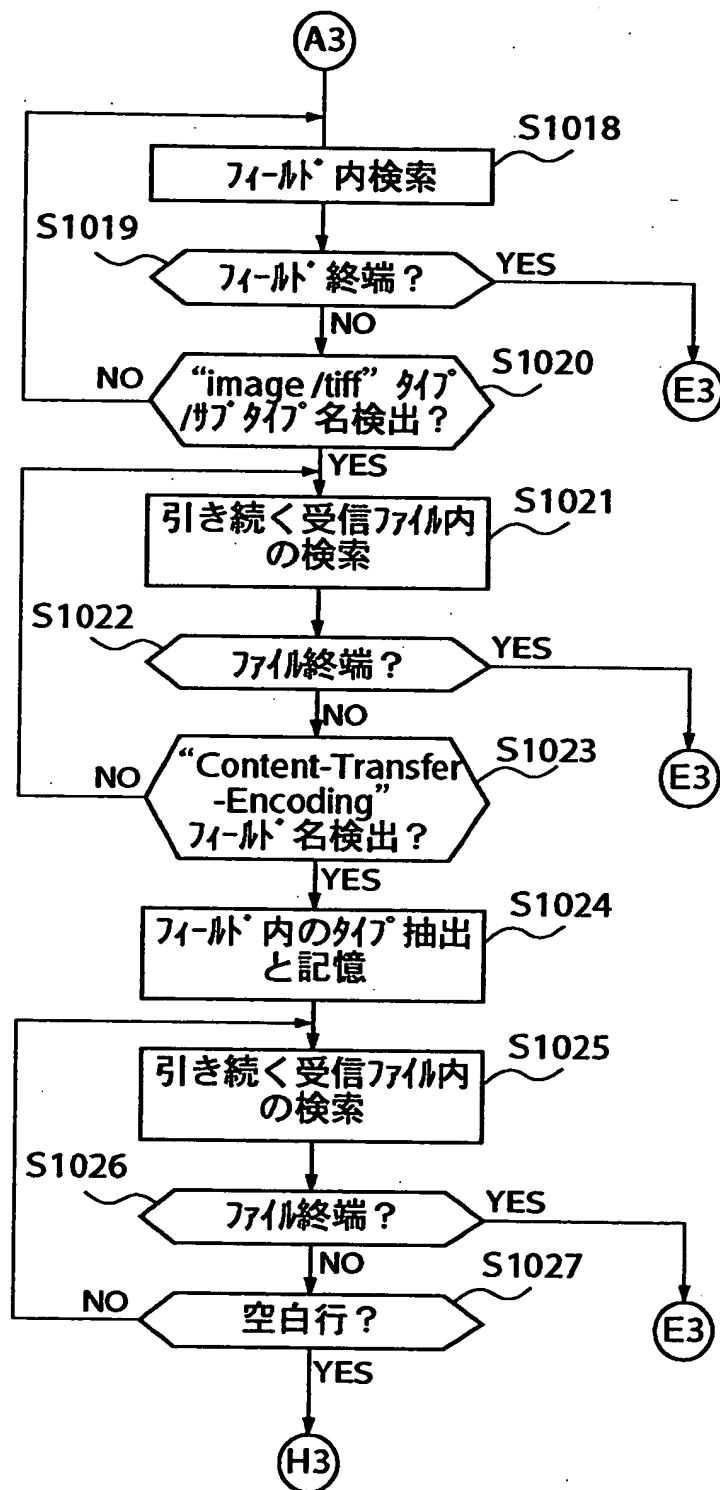 A3
S1018
フィールド内検索
S1019
フィールド終端？
YES
NO
S1020
NO
“image/tiff” タイプ
/サブタイプ名検出？
E3
YES
S1021
引き続く受信ファイル内
の検索
S1022
ファイル終端？
YES
NO
S1023
NO
“Content-Transfer
-Encoding”
フィールド名検出？
E3
YES
S1024
フィールド内のタイプ抽出
と記憶
S1025
引き続く受信ファイル内
の検索
S1026
ファイル終端？
YES
NO
S1027
NO
空白行？
E3
YES
H3